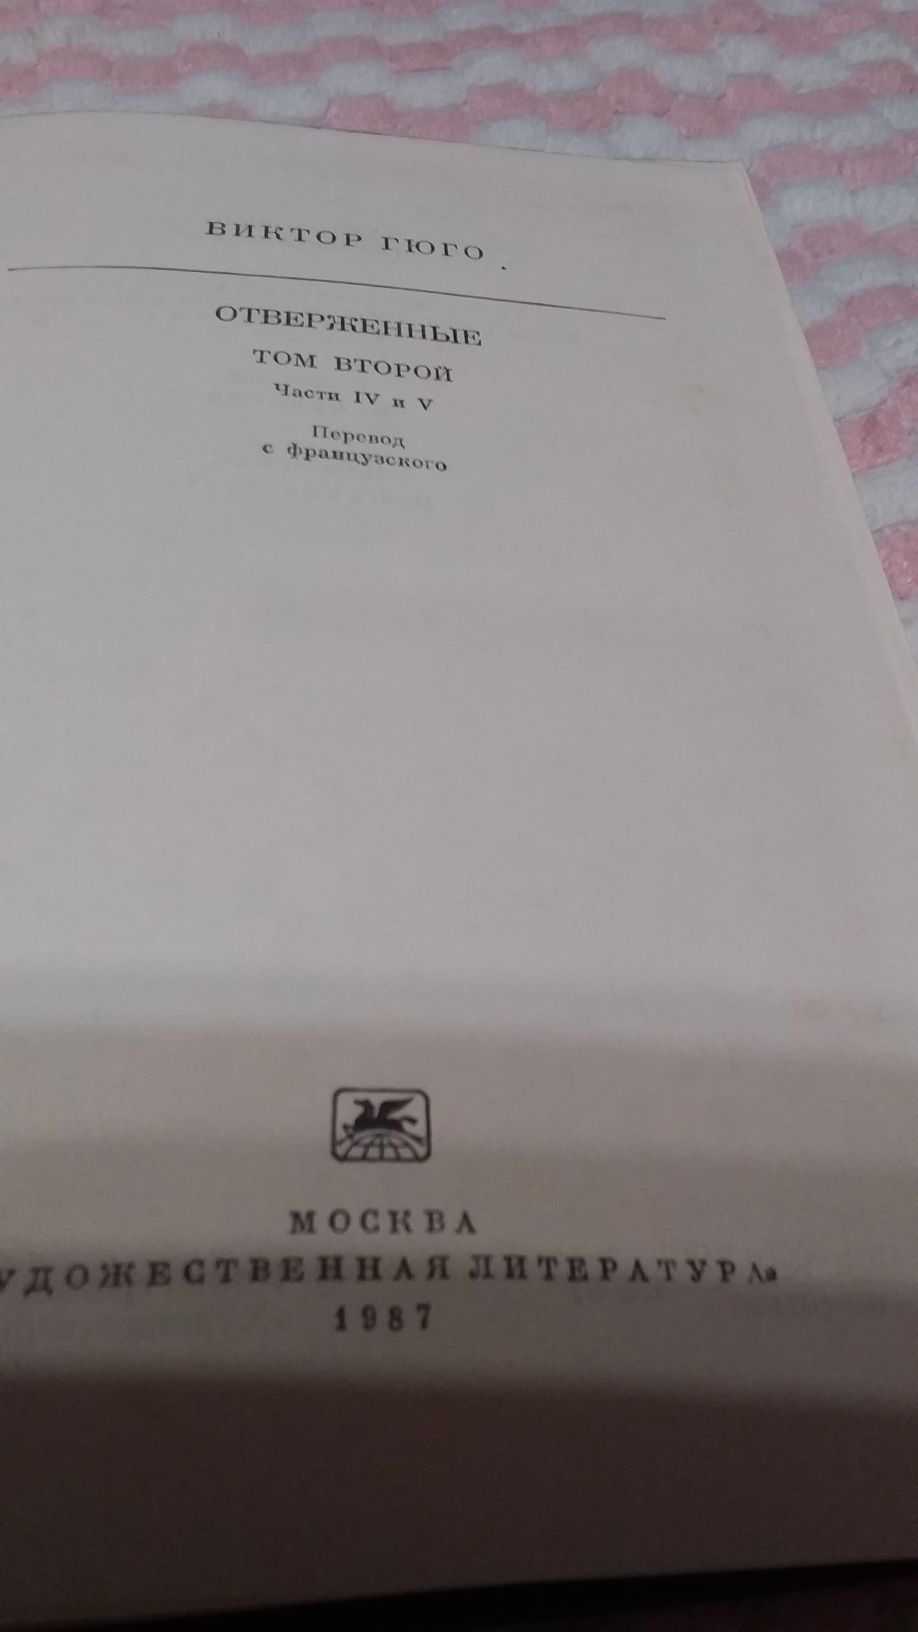 ВИКТОР ГЮГО
ОТВЕРЖЕННЫЕ
ТОМ ВТОРОЙ
Части IV и V
Перевод
с французского
МОСКВА
УДОЖЕСТВЕННАЯ ЛИТЕРАТУРА»
1987